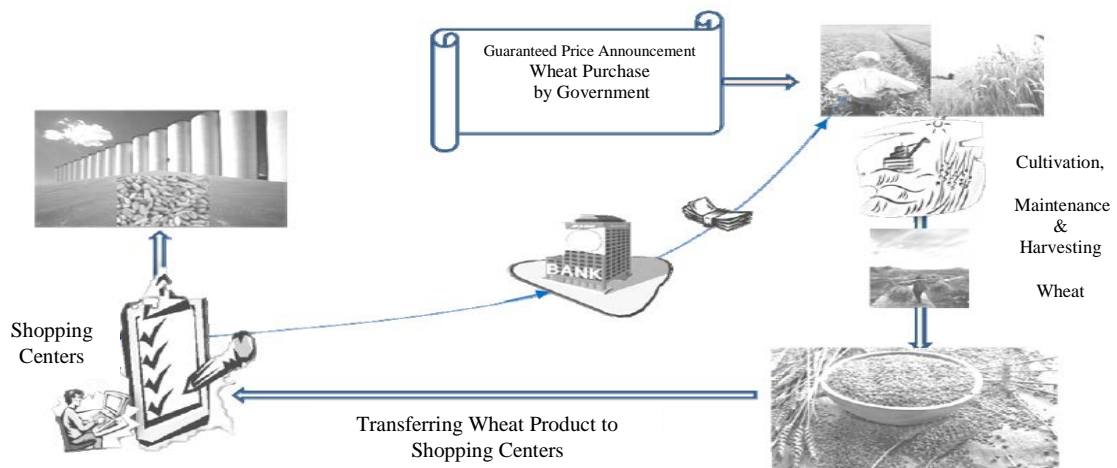 Guaranteed Price Announcement
Wheat Purchase
by Government
Cultivation,
Maintenance
&
Harvesting
Wheat
BANK
Shopping
Centers
Transferring Wheat Product to
Shopping Centers